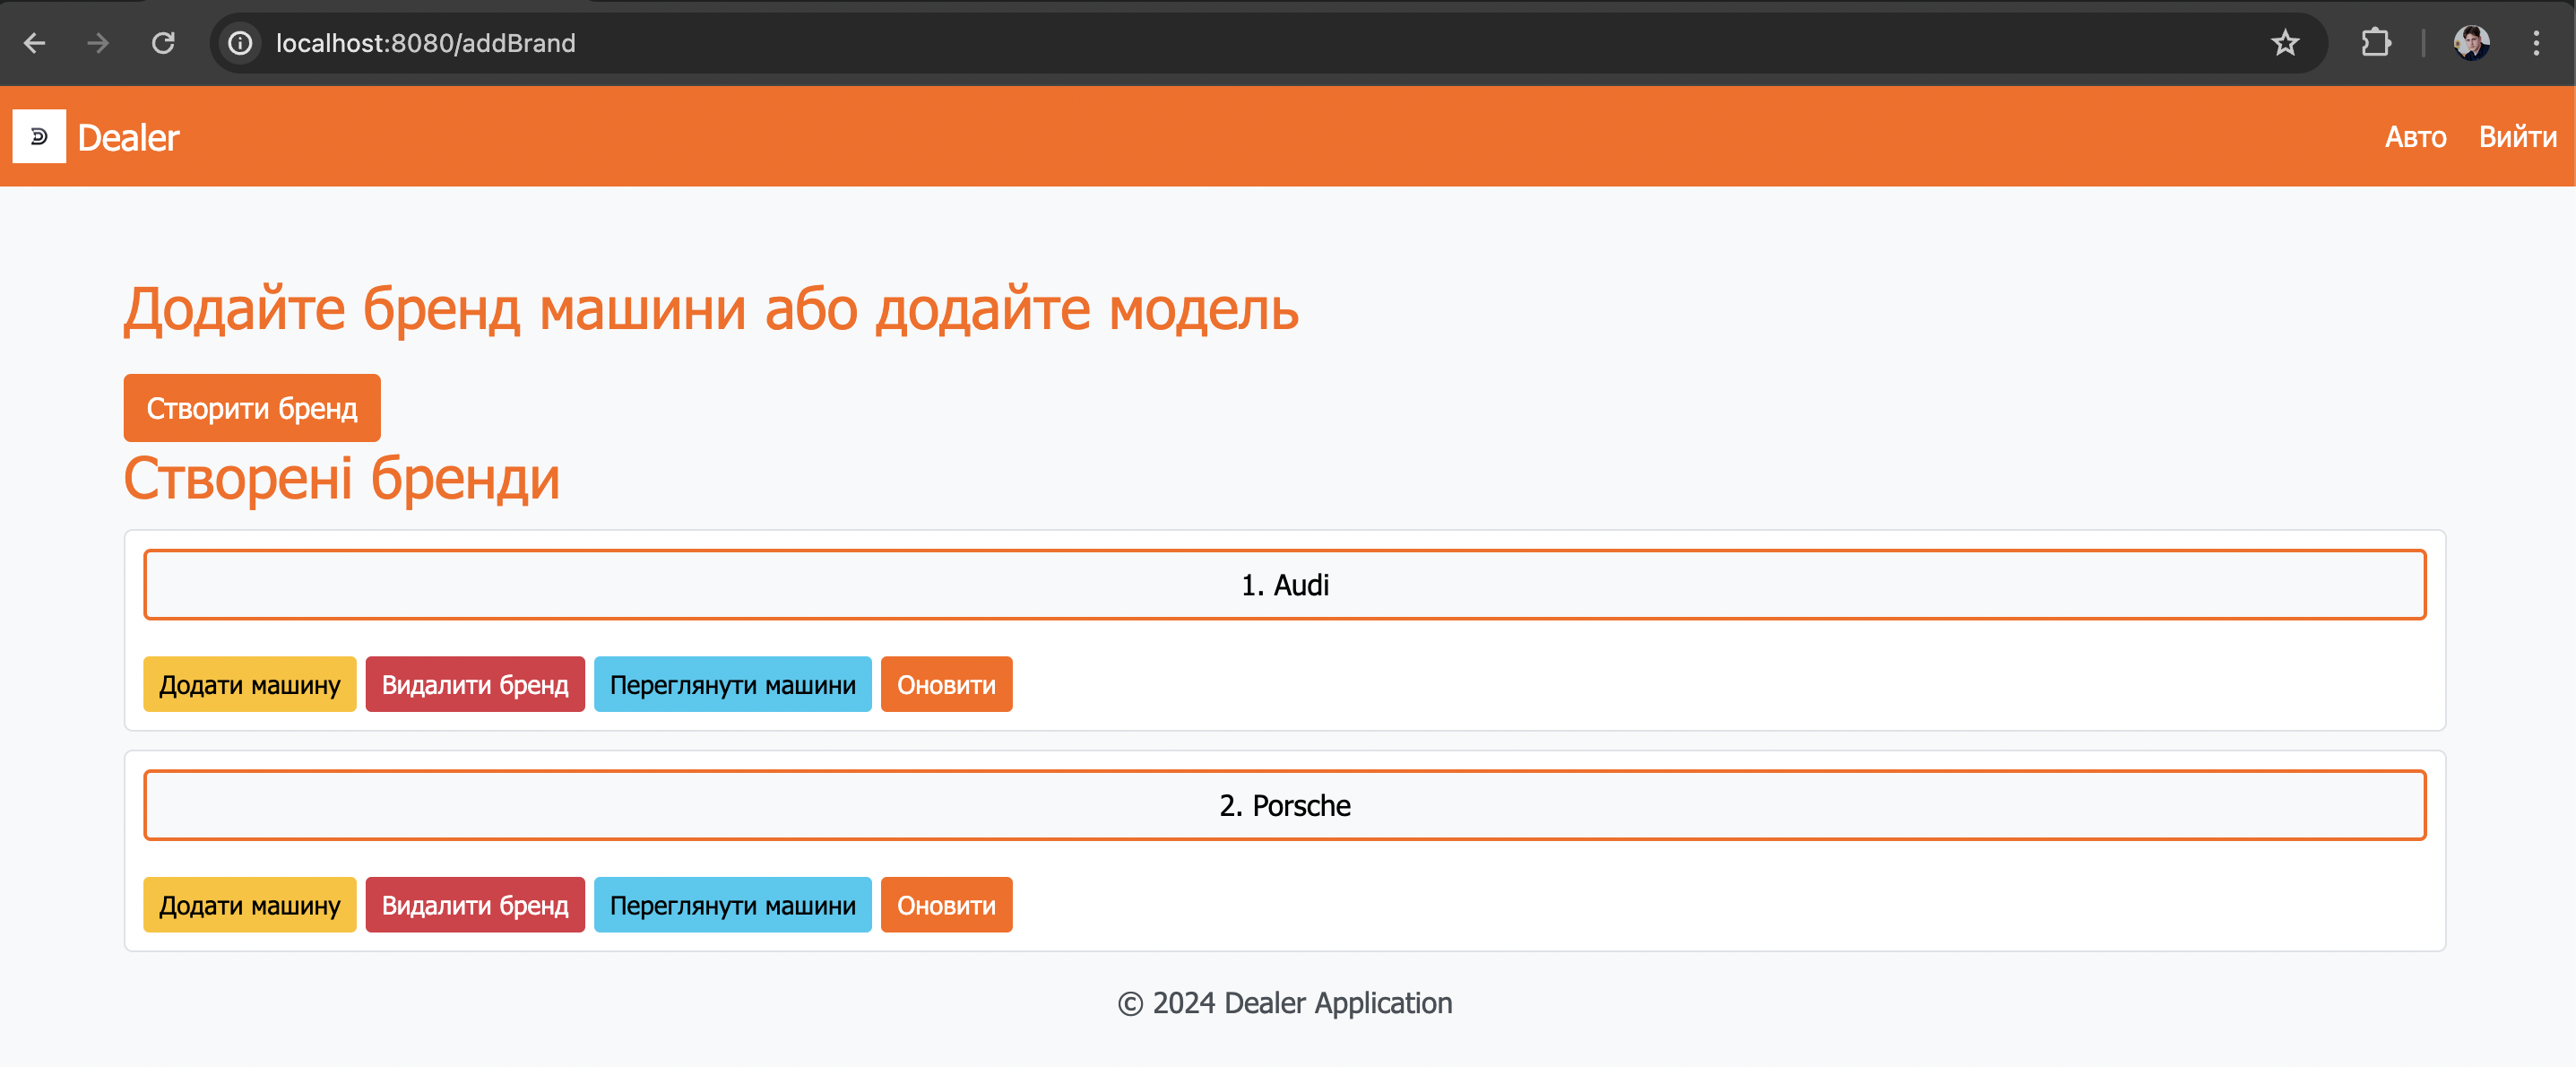 localhost:8080/addBrand
Dealer
Авто Вийти
Додайте бренд машини або додайте модель
Створити бренд
Створені бренди
1. Audi
Додати машину Видалити бренд Переглянути машини Оновити
2. Porsche
Додати машину Видалити бренд Переглянути машини Оновити
© 2024 Dealer Application